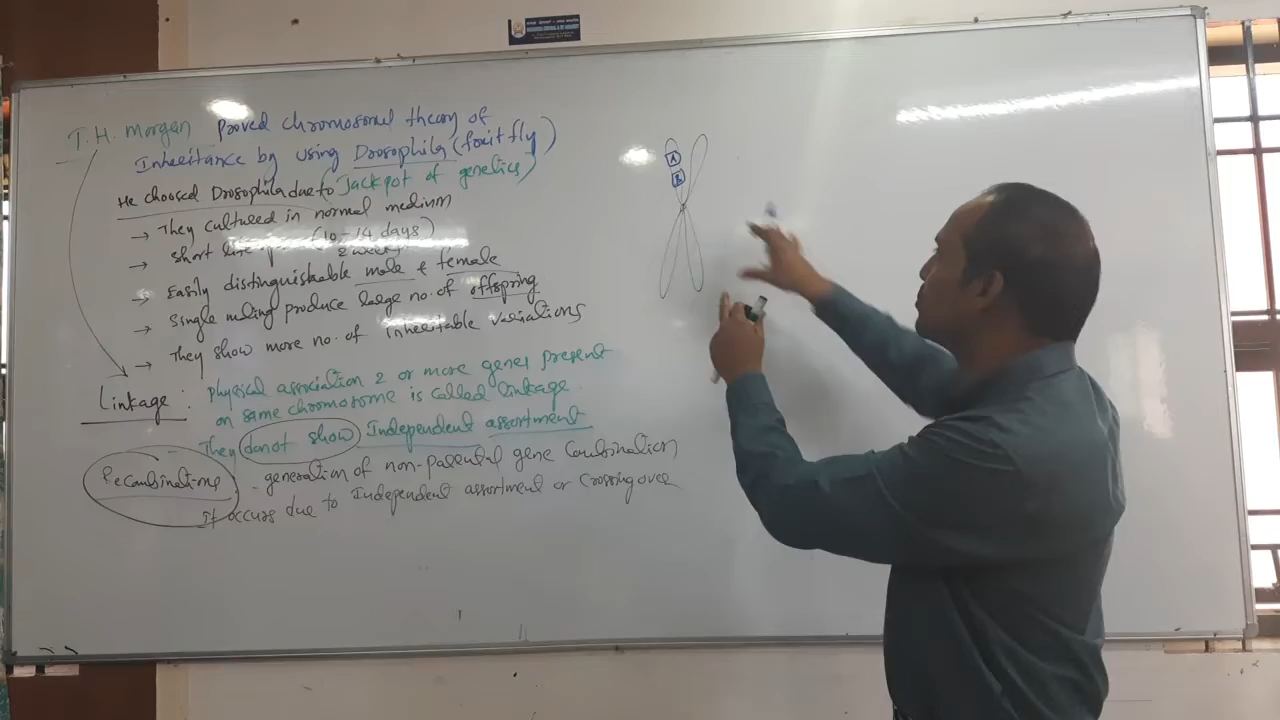 T. H. Morgan Proved chromosomal theory of
Inheritance by using Drosophila (fruit fly)
He choosed Drosophila due to (Jackpot of genetics)
→ They cultured in normal medium
→ Short life (10-14 days)
2 weeks
→ Easily distinguishable male & female
→ Single mating produce large no. of offspring
→ They show more no. of inheritable variations
Linkage : Physical association 2 or more genes present
on same chromosome is called linkage.
They donot show Independent assortment
Recombinations - generation of non-parental gene Combination
It occurs due to Independent assortment or Crossing over
A
B